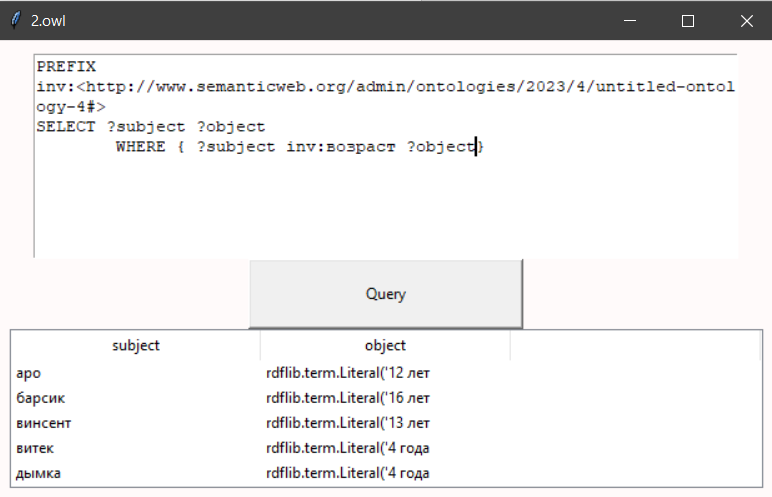 2.owl
PREFIX
inv:<http://www.semanticweb.org/admin/ontologies/2023/4/untitled-ontol
ogy-4#>
SELECT ?subject ?object
WHERE { ?subject inv:возраст ?object}
Query
subject object
аро rdflib.term.Literal('12 лет
барсик rdflib.term.Literal('16 лет
винсент rdflib.term.Literal('13 лет
витек rdflib.term.Literal('4 года
дымка rdflib.term.Literal('4 года